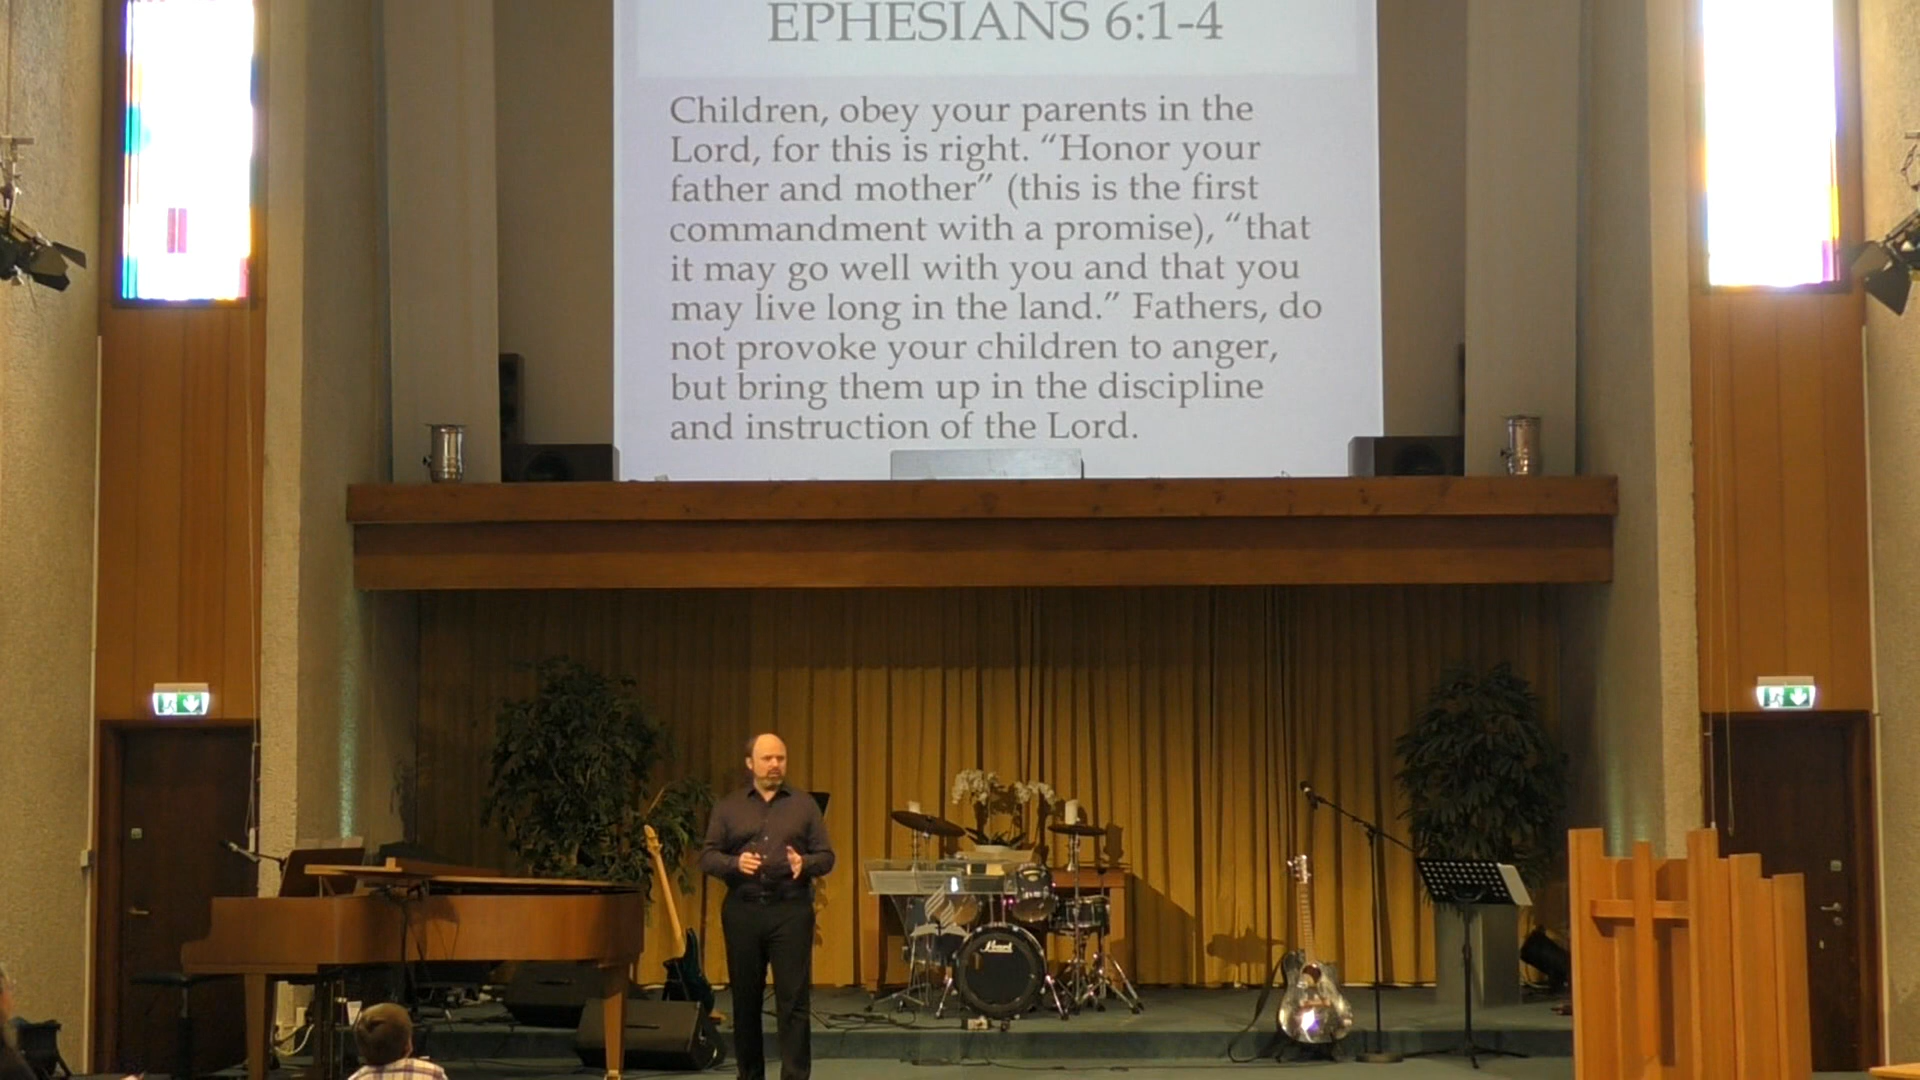 EPHESIANS 6:1-4
Children, obey your parents in the
Lord, for this is right. “Honor your
father and mother” (this is the first
commandment with a promise), “that
it may go well with you and that you
may live long in the land.” Fathers, do
not provoke your children to anger,
but bring them up in the discipline
and instruction of the Lord.